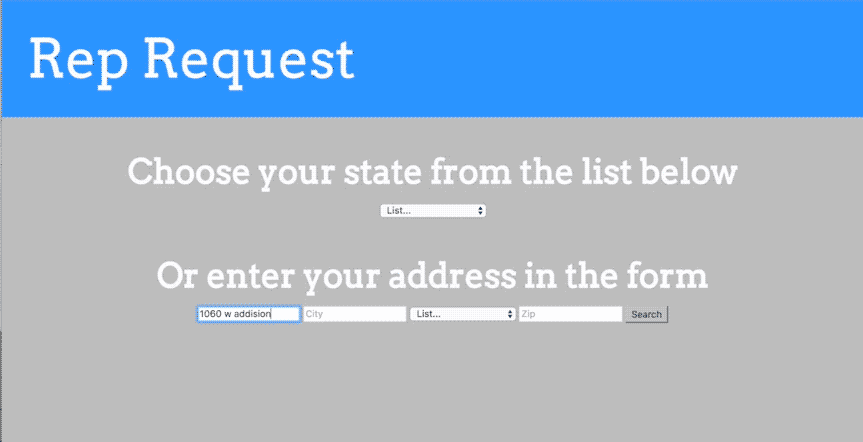 Rep Request
Choose your state from the list below
List...
Or enter your address in the form
1060 w addision City List... Zip Search